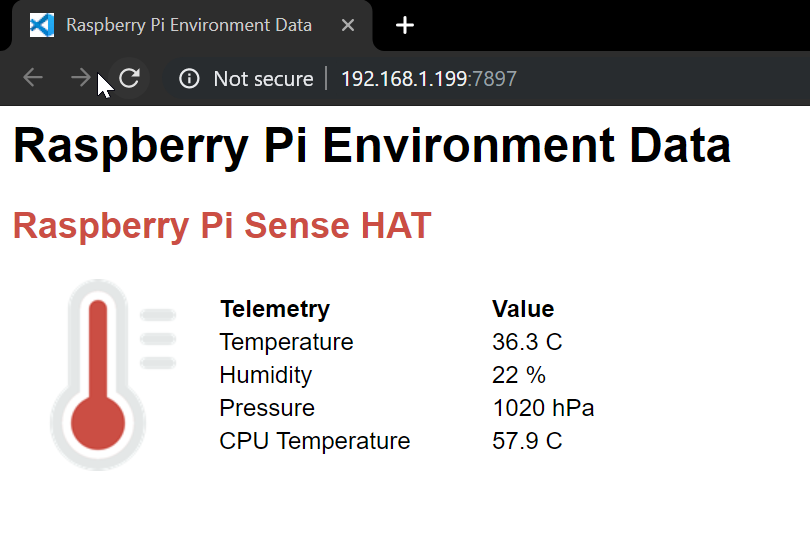 Raspberry Pi Environment Data
Not secure 192.168.1.199:7897
Raspberry Pi Environment Data
Raspberry Pi Sense HAT
Telemetry Value
Temperature 36.3 C
Humidity 22 %
Pressure 1020 hPa
CPU Temperature 57.9 C